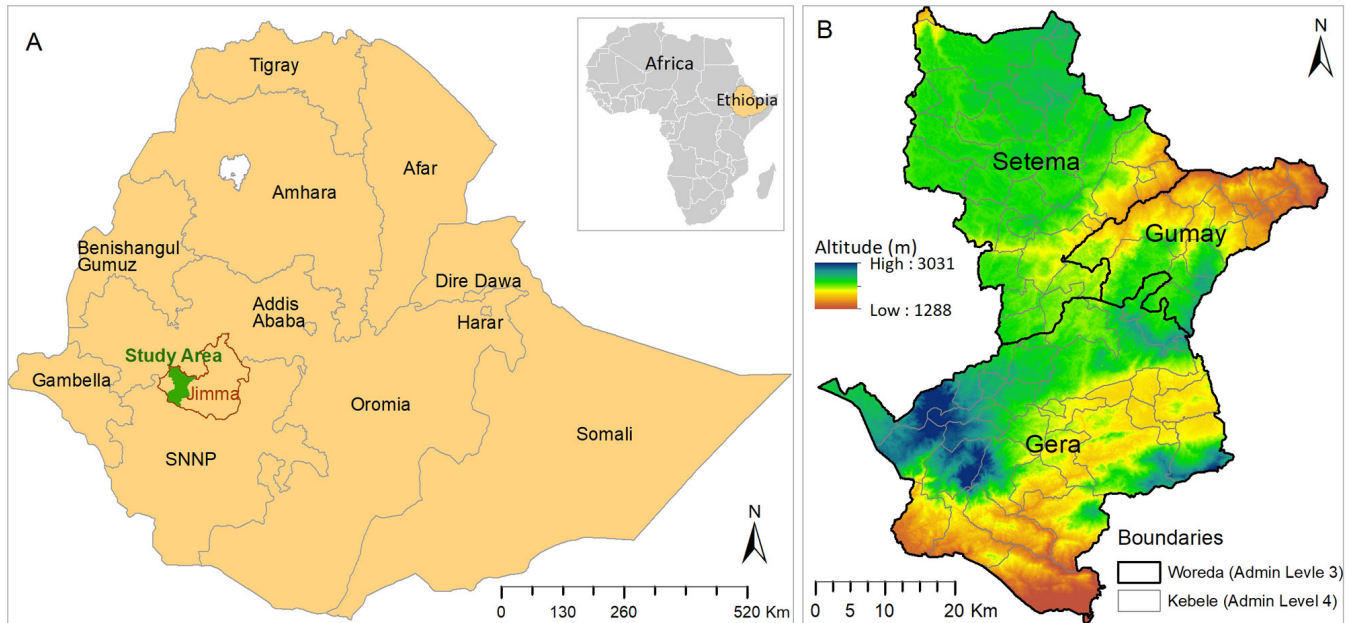 A
Tigray
Afar
Amhara
Benishangul
Gumuz
Dire Dawa
Addis
Ababa
Harar
Study Area
Gambella
Jimma
Oromia
Somali
SNNP
N
0 130 260 520 Km
Africa
Ethiopia
B
N
Setema
Gumay
Altitude (m)
High : 3031
Low : 1288
Gera
Boundaries
Woreda (Admin Levle 3)
Kebele (Admin Level 4)
0 5 10 20 Km